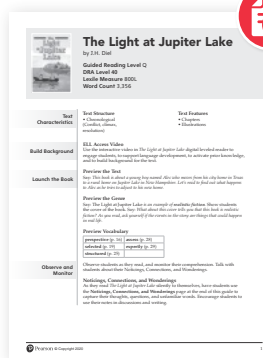 The Light at Jupiter Lake
by J.H. Diel
Guided Reading Level Q
DRA Level 40
Lexile Measure 800L
Word Count 3,356
Text Characteristics
Text Structure
• Chronological
(Conflict, climax,
resolution)
Text Features
• Chapters
• Illustrations
Build Background
ELL Access Video
Use the interactive video in The Light at Jupiter Lake digital leveled reader to
engage students, to support language development, to activate prior knowledge,
and to build background for the text.
Launch the Book
Preview the Text
Say: This book is about a young boy named Alex who moves from his city home in Texas
to a rural home on Jupiter Lake in New Hampshire. Let's read to find out what happens
to Alex as he tries to adjust to his new home.
Preview the Genre
Say: The Light at Jupiter Lake is an example of realistic fiction. Show students
the cover of the book. Say: What about this cover tells you that this book is realistic
fiction? As you read, ask yourself if the events in the story are things that could happen
in real life.
Preview Vocabulary
perspective (p. 16)
assess (p. 28)
selected (p. 19)
expertly (p. 29)
structured (p. 25)
Observe and Monitor
Observe students as they read, and monitor their comprehension. Talk with
students about their Noticings, Connections, and Wonderings.
Noticings, Connections, and Wonderings
As they read The Light at Jupiter Lake silently to themselves, have students use
the Noticings, Connections, and Wonderings page at the end of this guide to
capture their thoughts, questions, and unfamiliar words. Encourage students to
use their notes in discussions and writing.
Pearson © Copyright 2020
1